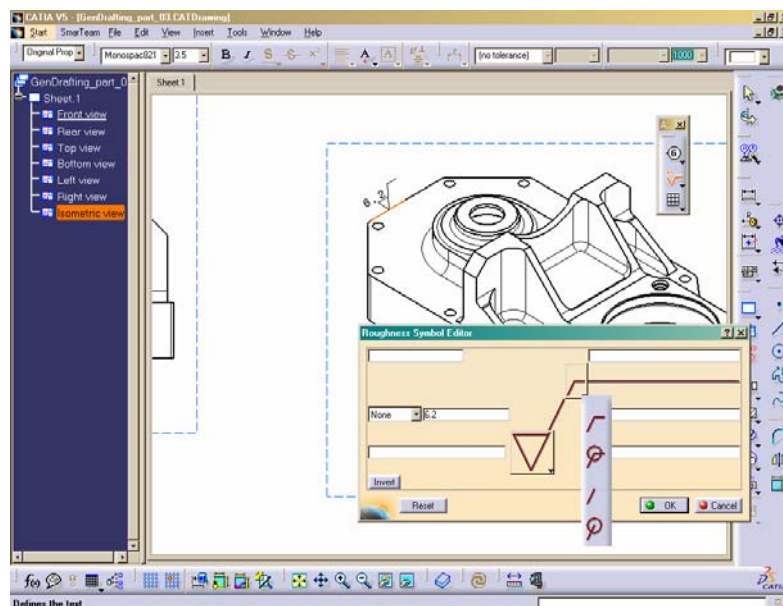 CATIA V5 - [GenDrafting_part_03.CATDrawing]
Start SmarTeam File Edit View Insert Tools Window Help
Original Prop Monospac821 3.5 B I S S (no tolerance) 1000
GenDrafting_part_0
Sheet.1
Front view
Rear view
Top view
Bottom view
Left view
Right view
Isometric view
Sheet 1
6.2
6
Roughness Symbol Editor
None 6.2
Invert
Reset OK Cancel
f(x)
CATIA
Defines the text